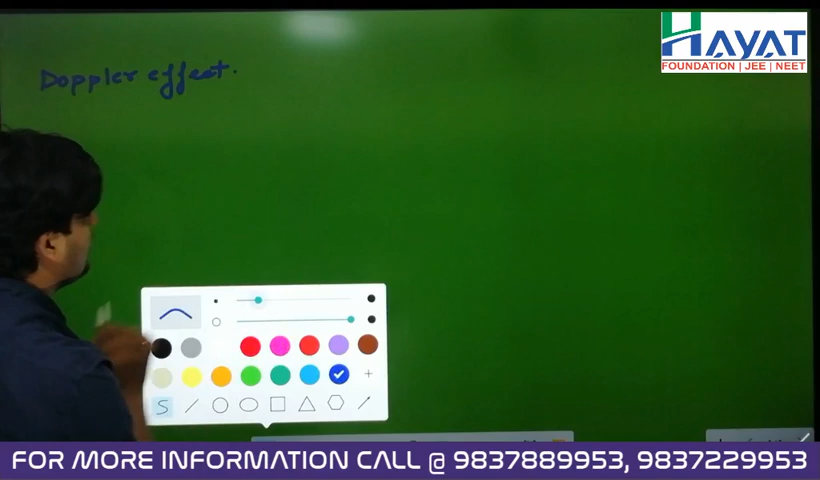 HAYAT
FOUNDATION | JEE | NEET
Doppler effect.
FOR MORE INFORMATION CALL @ 9837889953, 9837229953